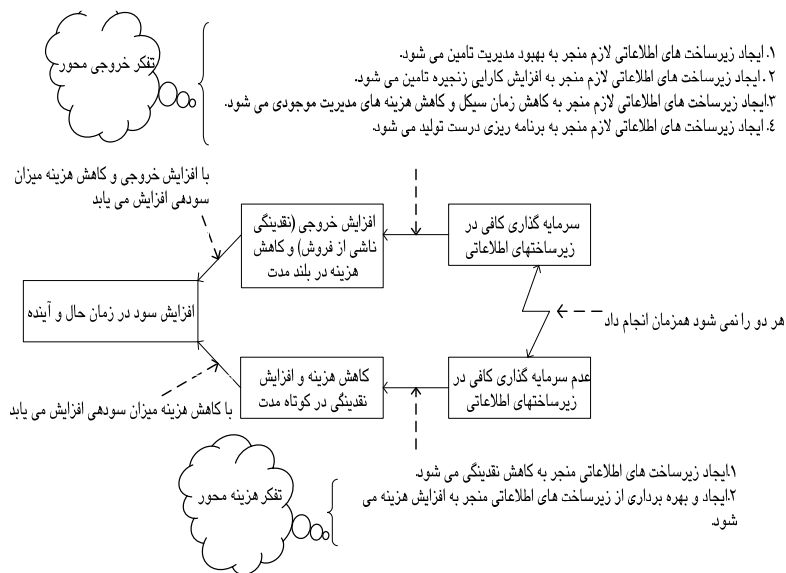 تفکر خروجی محور
۱.ایجاد زیرساخت های اطلاعاتی لازم منجر به بهبود مدیریت تامین می شود.
۲. ایجاد زیرساخت های اطلاعاتی لازم منجر به افزایش کارایی زنجیره تامین می شود.
۳.ایجاد زیرساخت های اطلاعاتی لازم منجر به کاهش زمان سیکل و کاهش هزینه های مدیریت موجودی می شود.
۴. ایجاد زیرساخت های اطلاعاتی لازم منجر به برنامه ریزی درست تولید می شود.
با افزایش خروجی و کاهش هزینه میزان
سودهی افزایش می یابد
سرمایه گذاری کافی در
زیرساختهای اطلاعاتی
افزایش خروجی (نقدینگی
ناشی از فروش) و کاهش
هزینه در بلند مدت
افزایش سود در زمان حال و آینده
هر دو را نمی شود همزمان انجام داد
عدم سرمایه گذاری کافی در
زیرساختهای اطلاعاتی
کاهش هزینه و افزایش
نقدینگی در کوتاه مدت
با کاهش هزینه میزان سودهی افزایش می یابد
تفکر هزینه محور
۱.ایجاد زیرساخت های اطلاعاتی منجر به کاهش نقدینگی می شود.
۲.ایجاد و بهره برداری از زیرساخت های اطلاعاتی منجر به افزایش هزینه می
شود.